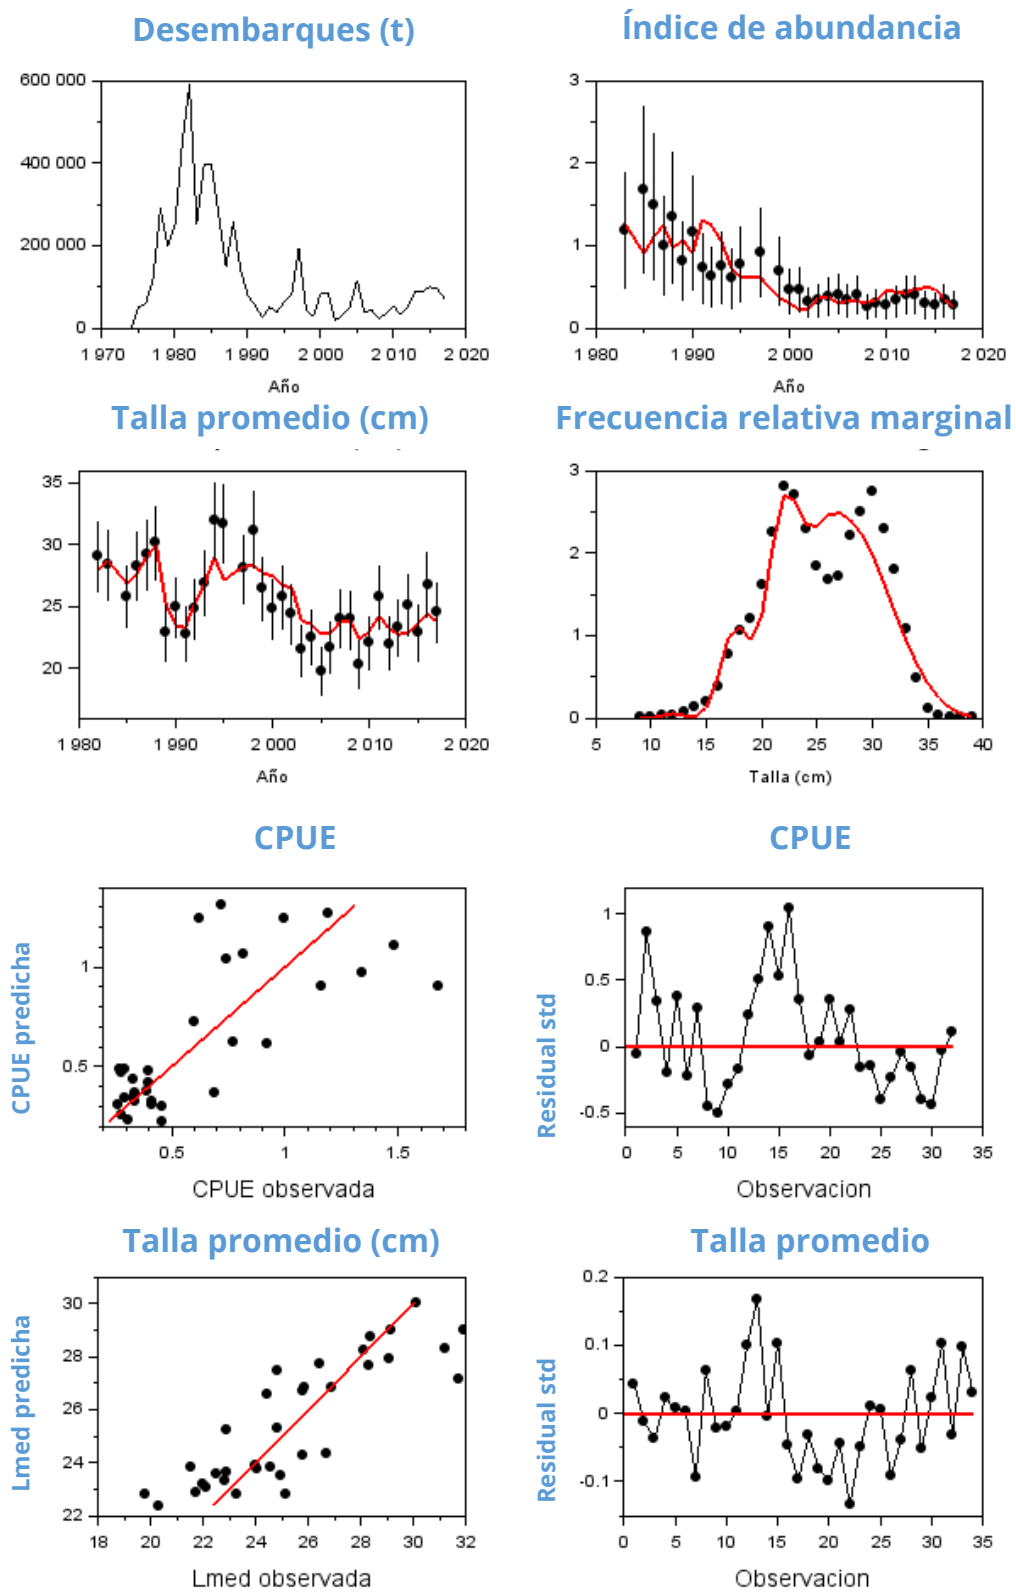 Desembarques (t)
600 000
400 000
200 000
0
1 970 1 980 1 990 2 000 2 010 2 020
Año
Índice de abundancia
3
2
1
0
1 980 1 990 2 000 2 010 2 020
Año
Talla promedio (cm)
35
30
25
20
1 980 1 990 2 000 2 010 2 020
Año
Frecuencia relativa marginal
3
2
1
0
5 10 15 20 25 30 35 40
Talla (cm)
CPUE
CPUE predicha
1
0.5
0.5 1 1.5
CPUE observada
CPUE
Residual std
1
0.5
0
-0.5
0 5 10 15 20 25 30 35
Observacion
Talla promedio (cm)
Lmed predicha
30
28
26
24
22
18 20 22 24 26 28 30 32
Lmed observada
Talla promedio
Residual std
0.2
0.1
0
-0.1
0 5 10 15 20 25 30 35
Observacion